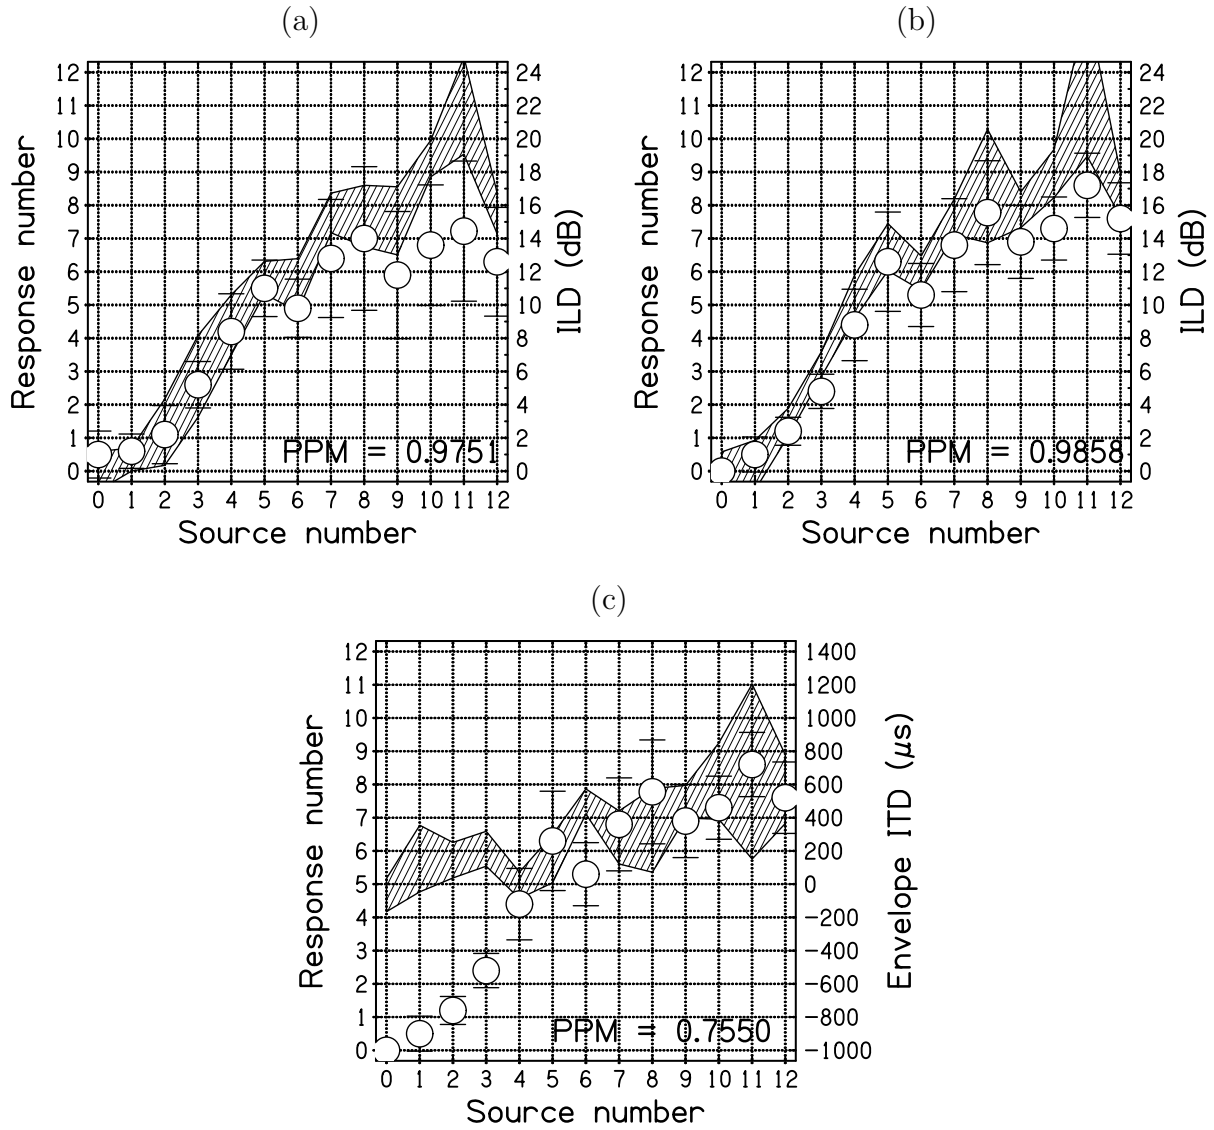 (a)
12 11 10 9 8 7 6 5 4 3 2 1 0
Response number
24 22 20 18 16 14 12 10 8 6 4 2 0
ILD (dB)
PPM = 0.9751
0 1 2 3 4 5 6 7 8 9 10 11 12
Source number
(b)
12 11 10 9 8 7 6 5 4 3 2 1 0
Response number
24 22 20 18 16 14 12 10 8 6 4 2 0
ILD (dB)
PPM = 0.9858
0 1 2 3 4 5 6 7 8 9 10 11 12
Source number
(c)
12 11 10 9 8 7 6 5 4 3 2 1 0
Response number
1400 1200 1000 800 600 400 200 0 −200 −400 −600 −800 −1000
Envelope ITD (μs)
PPM = 0.7550
0 1 2 3 4 5 6 7 8 9 10 11 12
Source number